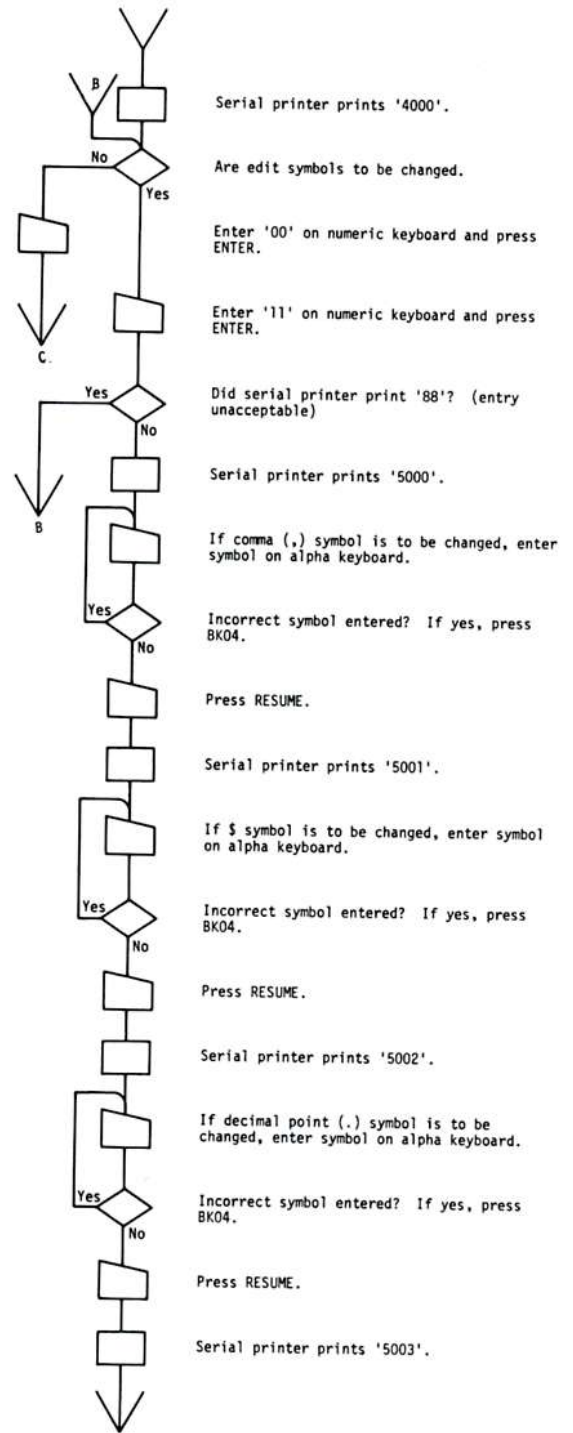 B
Serial printer prints '4000'.
No
Are edit symbols to be changed.
Yes
Enter '00' on numeric keyboard and press
ENTER.
Enter '11' on numeric keyboard and press
ENTER.
C.
Yes
Did serial printer print '88'? (entry
unacceptable)
No
Serial printer prints '5000'.
B
If comma (,) symbol is to be changed, enter
symbol on alpha keyboard.
Yes
Incorrect symbol entered? If yes, press
BK04.
No
Press RESUME.
Serial printer prints '5001'.
If $ symbol is to be changed, enter symbol
on alpha keyboard.
Yes
Incorrect symbol entered? If yes, press
BK04.
No
Press RESUME.
Serial printer prints '5002'.
If decimal point (.) symbol is to be
changed, enter symbol on alpha keyboard.
Yes
Incorrect symbol entered? If yes, press
BK04.
No
Press RESUME.
Serial printer prints '5003'.